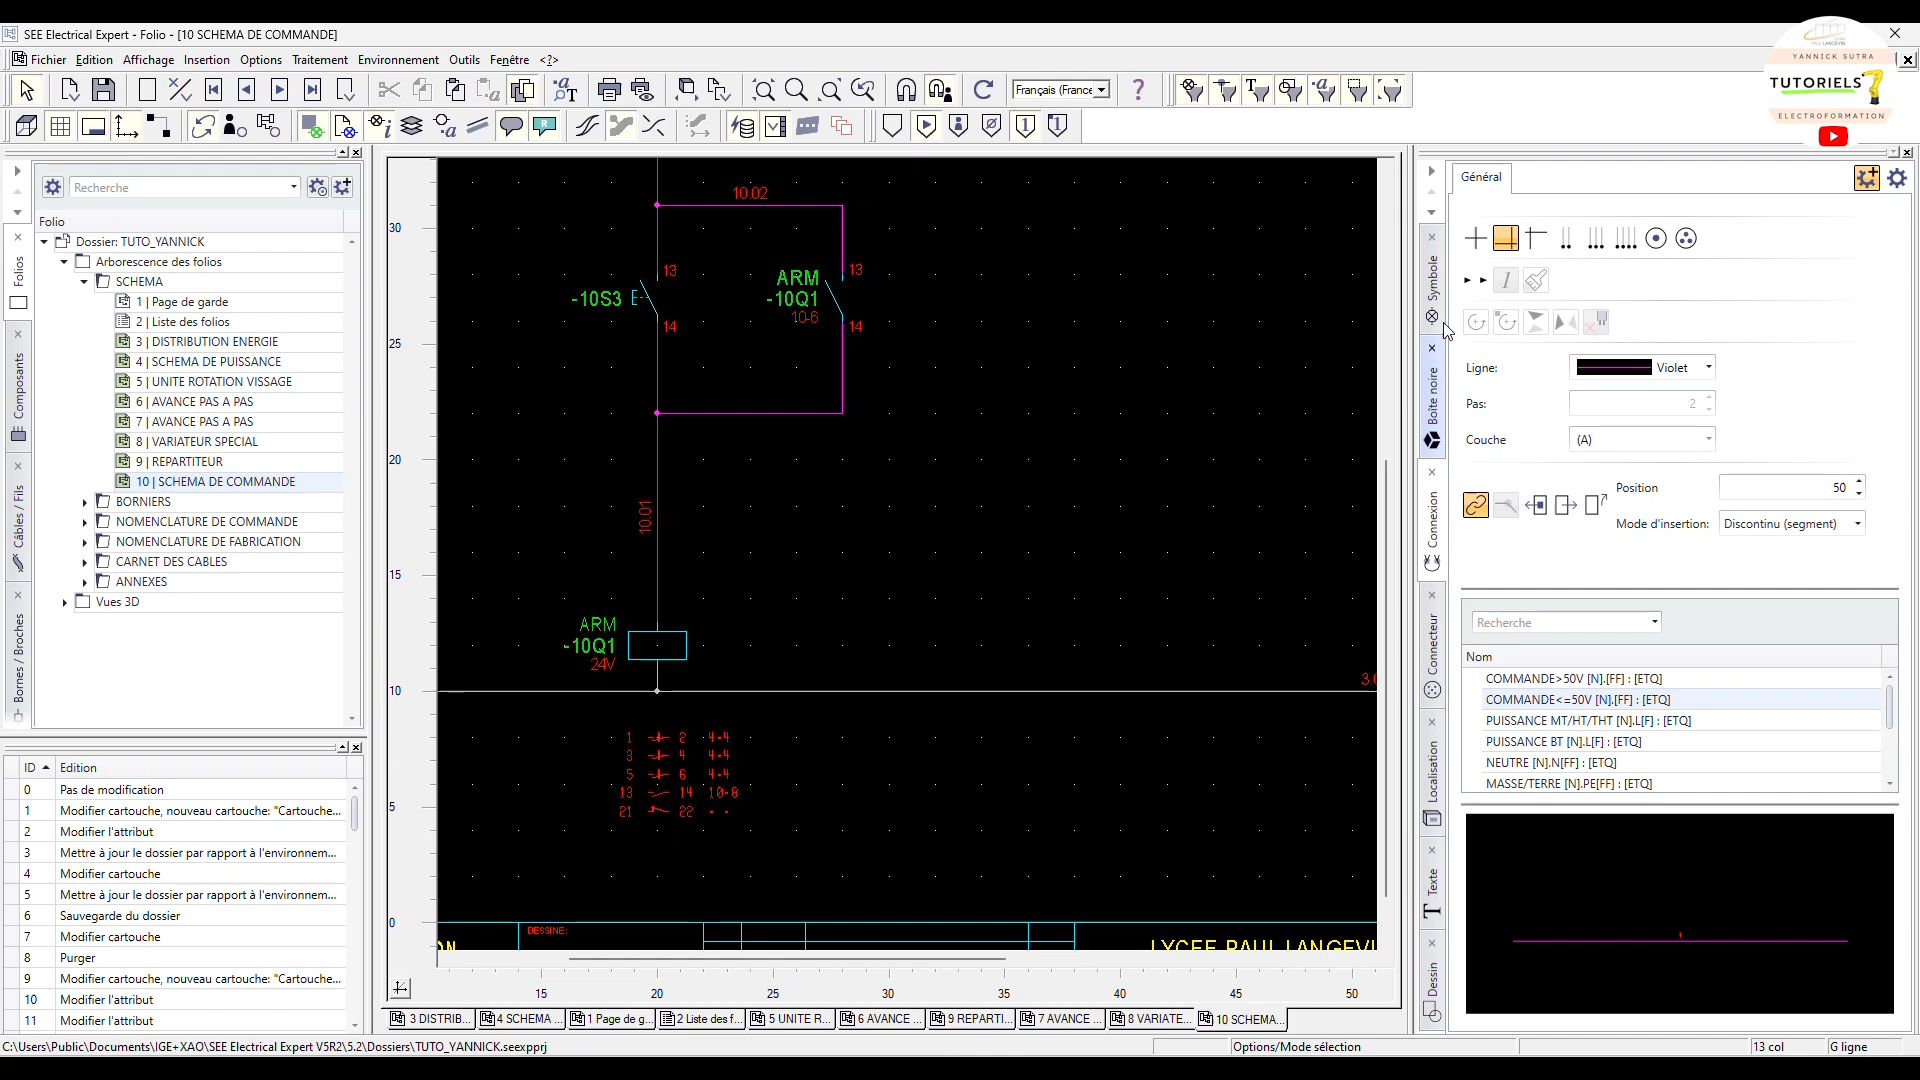 SEE Electrical Expert - Folio - [10 SCHEMA DE COMMANDE]
Fichier Edition Affichage Insertion Options Traitement Environnement Outils Fenêtre <?>
Français (France
YANNICK SUTRA
TUTORIELS
ELECTROFORMATION
Recherche
Folio
Dossier: TUTO_YANNICK
Arborescence des folios
SCHEMA
1 | Page de garde
2 | Liste des folios
3 | DISTRIBUTION ENERGIE
4 | SCHEMA DE PUISSANCE
5 | UNITE ROTATION VISSAGE
6 | AVANCE PAS A PAS
7 | AVANCE PAS A PAS
8 | VARIATEUR SPECIAL
9 | REPARTITEUR
10 | SCHEMA DE COMMANDE
BORNIERS
NOMENCLATURE DE COMMANDE
NOMENCLATURE DE FABRICATION
CARNET DES CABLES
ANNEXES
Vues 3D
Folios
Composants
Câbles / Fils
Bornes / Broches
ID Edition
0 Pas de modification
1 Modifier cartouche, nouveau cartouche: "Cartouche...
2 Modifier l'attribut
3 Mettre à jour le dossier par rapport à l'environnem...
4 Modifier cartouche
5 Mettre à jour le dossier par rapport à l'environnem...
6 Sauvegarde du dossier
7 Modifier cartouche
8 Purger
9 Modifier cartouche, nouveau cartouche: "Cartouche...
10 Modifier l'attribut
11 Modifier l'attribut
30
25
20
15
10
5
0
10.02
13
-10S3 E
14
ARM
-10Q1
10-6
13
14
10.01
ARM
-10Q1
24V
1 2 4-4
3 4 4-4
5 6 4-4
13 14 10-8
21 22 - -
DESSINE:
LYCEE PAUL LANGEVI
15 20 25 30 35 40 45 50
3 DISTRIB... 4 SCHEMA ... 1 Page de g... 2 Liste des f... 5 UNITE R... 6 AVANCE ... 9 REPARTI... 7 AVANCE ... 8 VARIATE... 10 SCHEMA...
Symbole
Boîte noire
Connexion
Connecteur
Localisation
Texte
Dessin
Général
Ligne: Violet
Pas: 2
Couche (A)
Position 50
Mode d'insertion: Discontinu (segment)
Recherche
Nom
COMMANDE>50V [N].[FF] : [ETQ]
COMMANDE<=50V [N].[FF] : [ETQ]
PUISSANCE MT/HT/THT [N].L[F] : [ETQ]
PUISSANCE BT [N].L[F] : [ETQ]
NEUTRE [N].N[FF] : [ETQ]
MASSE/TERRE [N].PE[FF] : [ETQ]
C:\Users\Public\Documents\IGE+XAO\SEE Electrical Expert V5R2\5.2\Dossiers\TUTO_YANNICK.seexpprj
Options/Mode sélection
13 col
G ligne